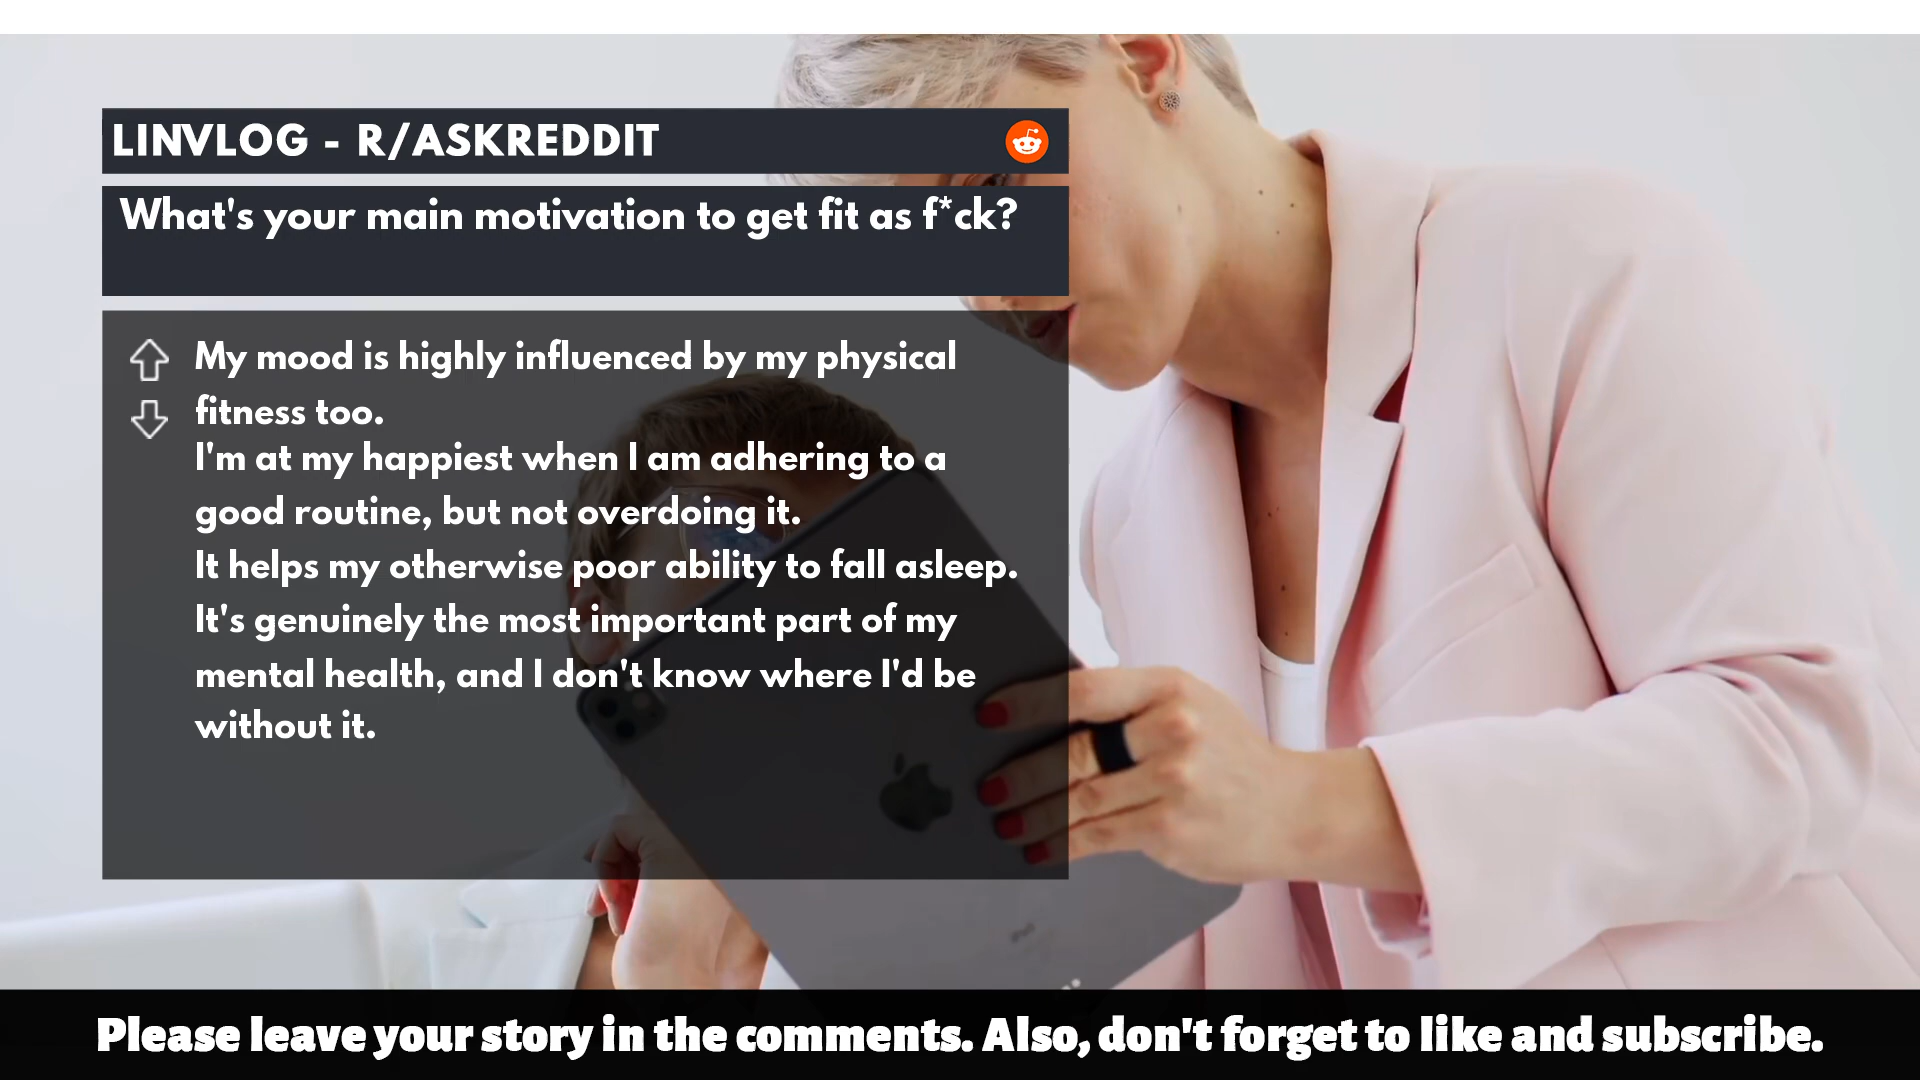 LINVLOG - R/ASKREDDIT
What's your main motivation to get fit as f*ck?
My mood is highly influenced by my physical
fitness too.
I'm at my happiest when I am adhering to a
good routine, but not overdoing it.
It helps my otherwise poor ability to fall asleep.
It's genuinely the most important part of my
mental health, and I don't know where I'd be
without it.
Please leave your story in the comments. Also, don't forget to like and subscribe.